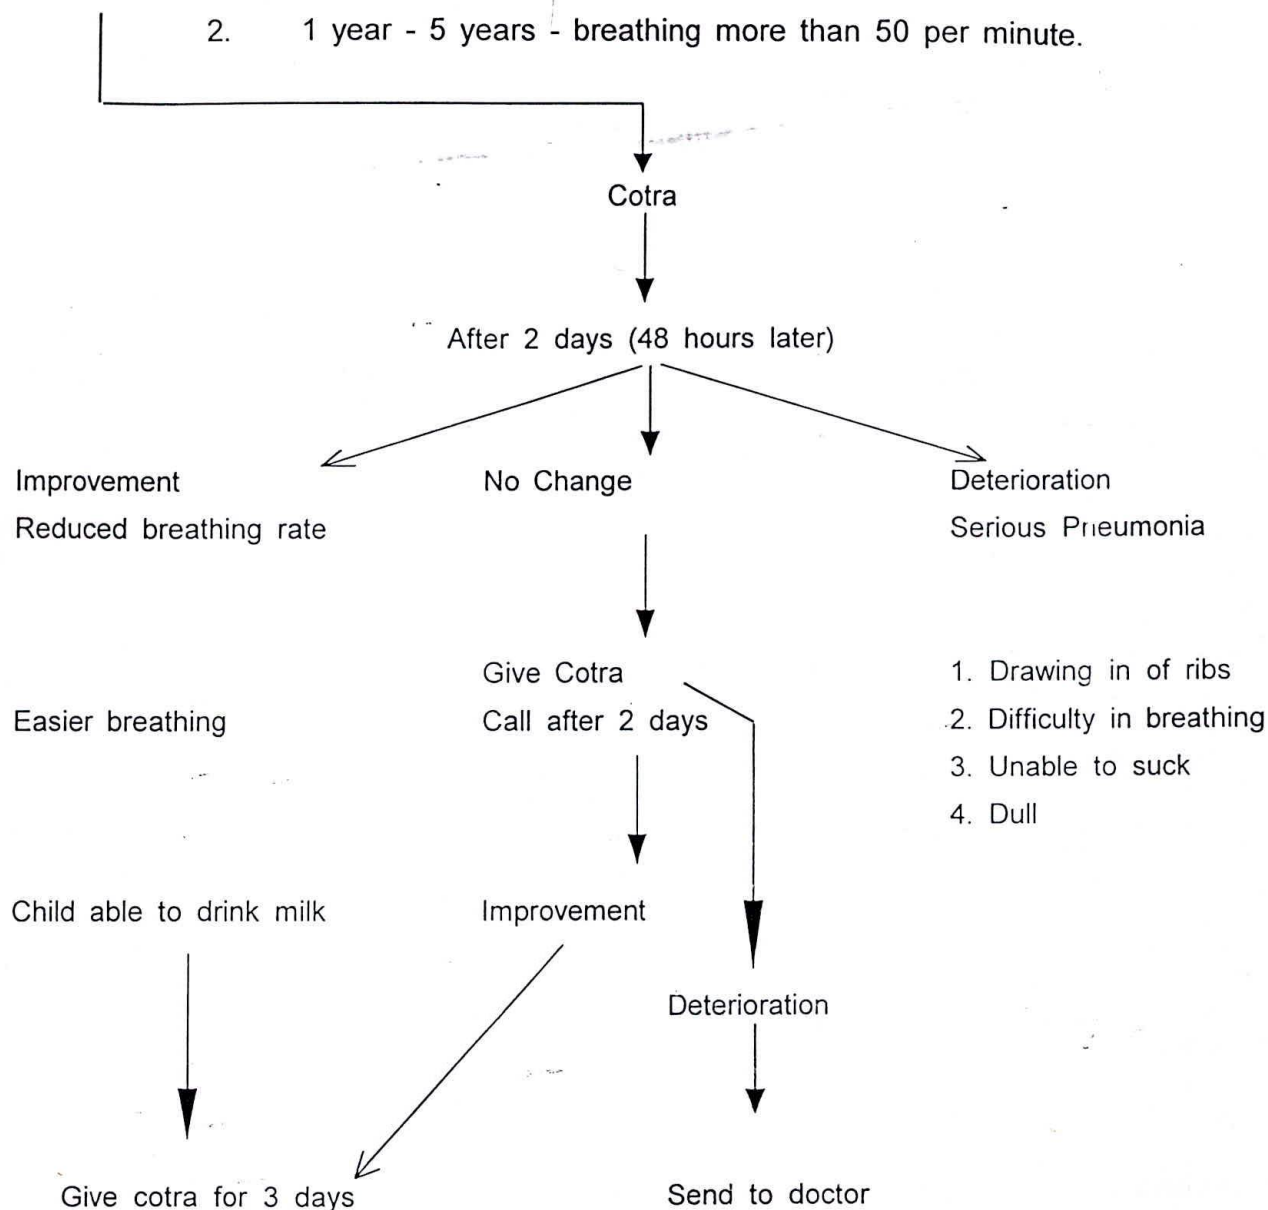 2. 1 year - 5 years - breathing more than 50 per minute.
Cotra
After 2 days (48 hours later)
Improvement
Reduced breathing rate
No Change
Deterioration
Serious Pneumonia
Easier breathing
Give Cotra
Call after 2 days
1. Drawing in of ribs
2. Difficulty in breathing
3. Unable to suck
4. Dull
Child able to drink milk
Improvement
Deterioration
Give cotra for 3 days
Send to doctor